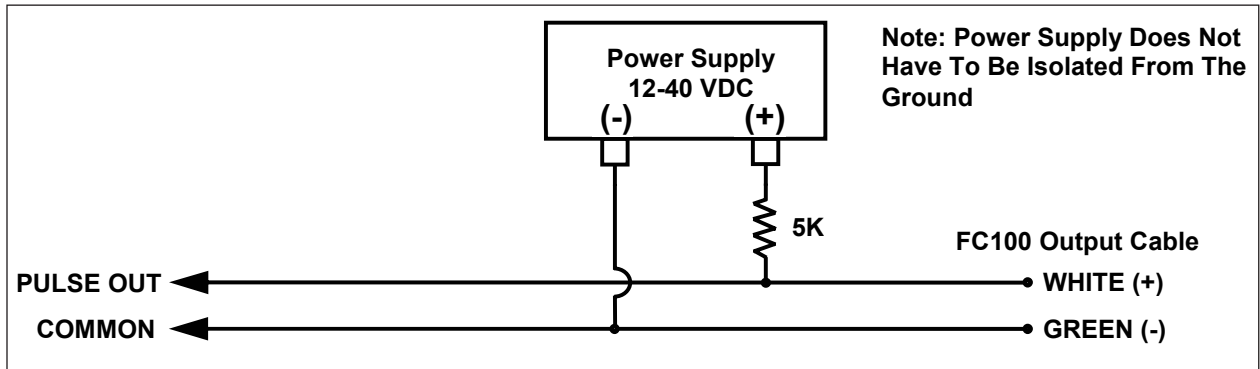 Power Supply
12-40 VDC
(-)
(+)
Note: Power Supply Does Not
Have To Be Isolated From The
Ground
5K
FC100 Output Cable
PULSE OUT
WHITE (+)
COMMON
GREEN (-)